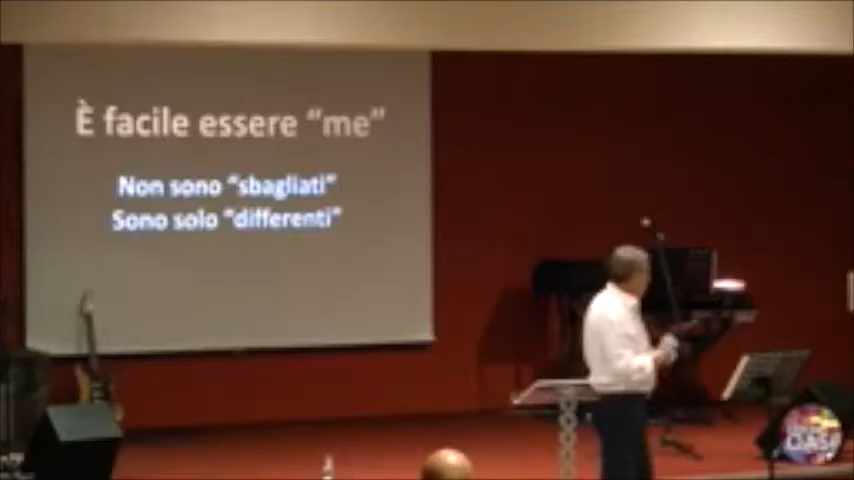 È facile essere “me”
Non sono “sbagliati”
Sono solo “differenti”